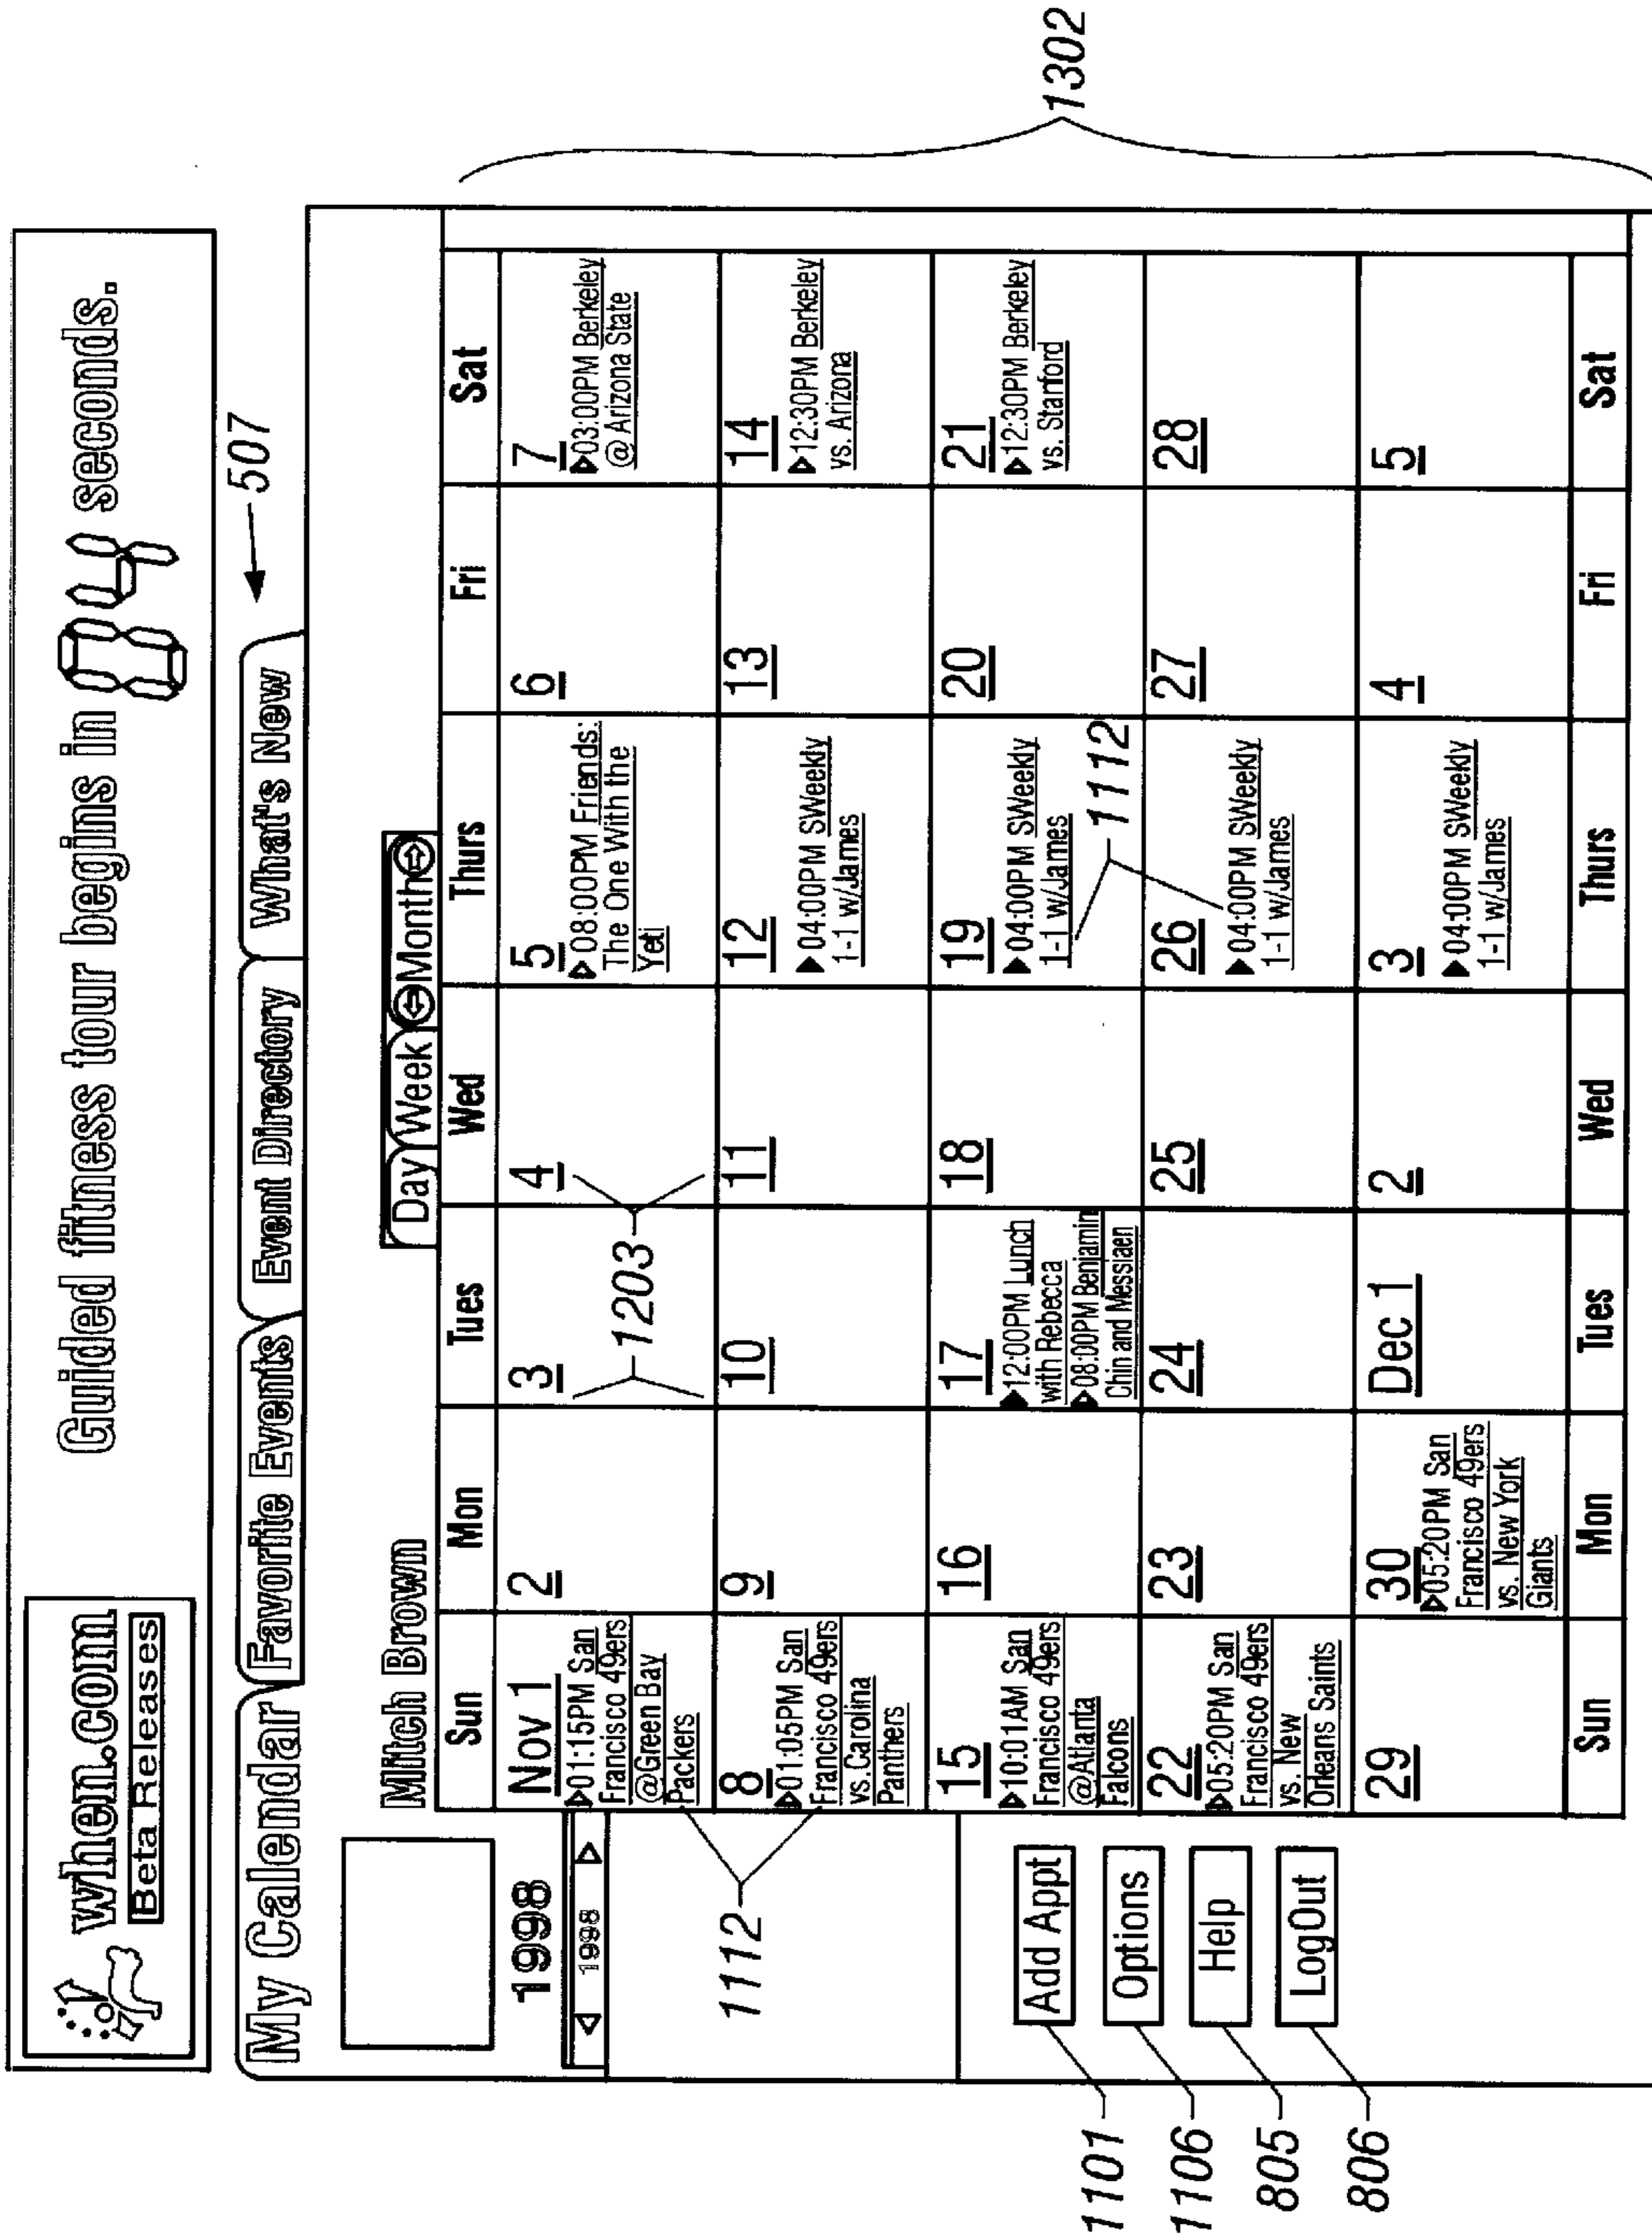 when.com
Beta Releases
Guided fitness tour begins in 04 seconds.
My Calendar
Favorite Events
Event Directory
What's New
507
Mitch Brown
Day
Week
Month
1998
1998
Sun
Mon
Tues
Wed
Thurs
Fri
Sat
Nov 1
01:15PM San
Francisco 49ers
@Green Bay
Packers
2
3
4
5
08:00PM Friends:
The One With the
Yeti
6
7
03:00PM Berkeley
@ Arizona State
1203
8
01:05PM San
Francisco 49ers
vs.Carolina
Panthers
9
10
11
12
04:00PM SWeekly
1-1 w/James
13
14
12:30PM Berkeley
vs. Arizona
1112
15
10:01AM San
Francisco 49ers
@Atlanta
Falcons
16
17
12:00PM Lunch
with Rebecca
08:00PM Benjamin
Chin and Messiaen
18
19
04:00PM SWeekly
1-1 w/James
20
21
12:30PM Berkeley
vs. Stanford
1112
22
05:20PM San
Francisco 49ers
vs. New
Orleans Saints
23
24
25
26
04:00PM SWeekly
1-1 w/James
27
28
29
30
05:20PM San
Francisco 49ers
vs. New York
Giants
Dec 1
2
3
04:00PM SWeekly
1-1 w/James
4
5
Sun
Mon
Tues
Wed
Thurs
Fri
Sat
1302
Add Appt
Options
Help
LogOut
1101
1106
805
806